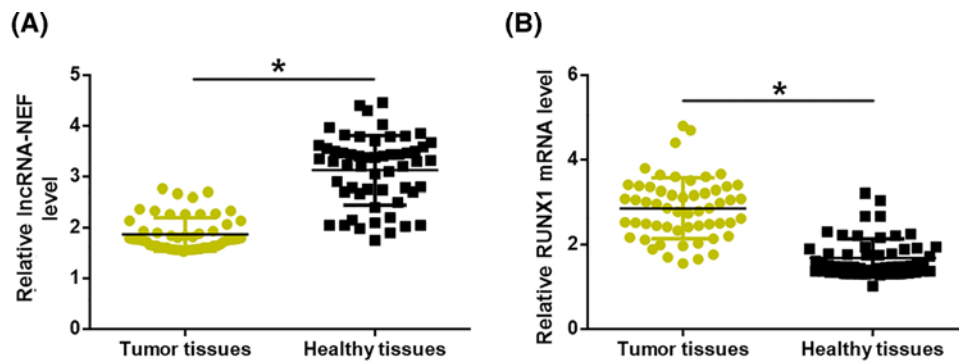 (A)
Relative lncRNA-NEF
level
5
4
3
2
1
0
*
Tumor tissues
Healthy tissues
(B)
Relative RUNX1 mRNA level
6
4
2
0
*
Tumor tissues
Healthy tissues